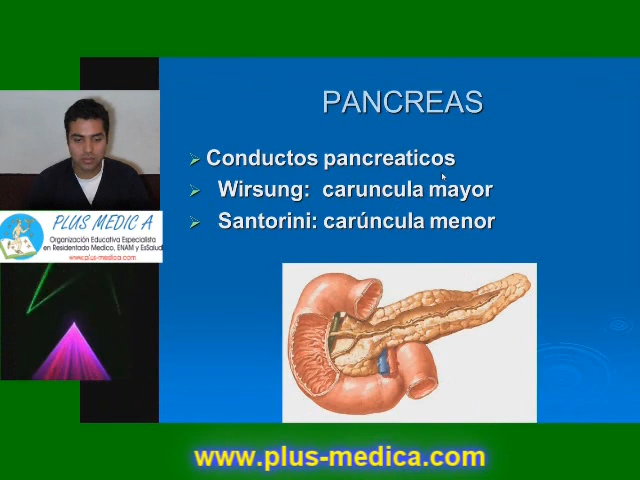 PANCREAS
Conductos pancreaticos
Wirsung: caruncula mayor
Santorini: carúncula menor
PLUS MEDIC A
Organización Educativa Especialista
en Residentado Medico, ENAM y EsSalud
www.plus-medica.com
www.plus-medica.com